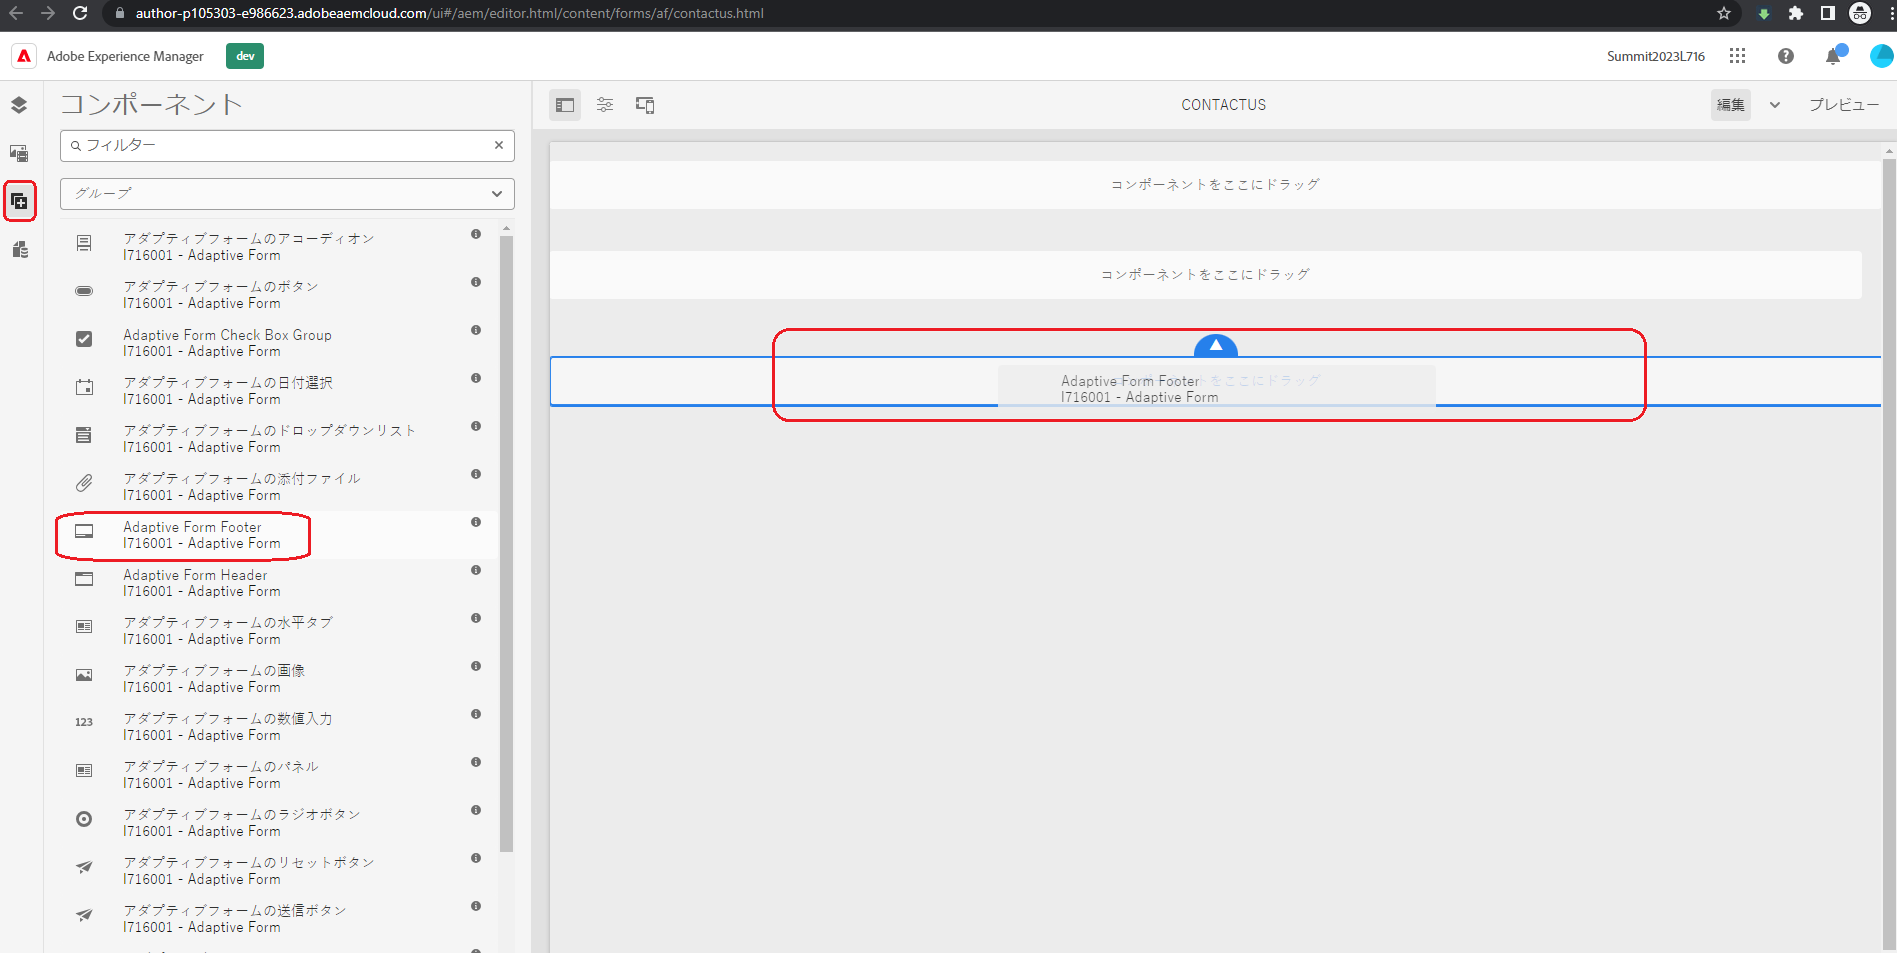 author-p105303-e986623.adobeaemcloud.com/ui#/aem/editor.html/content/forms/af/contactus.html
Adobe Experience Manager
dev
Summit2023L716
コンポーネント
フィルター
グループ
アダプティブフォームのアコーディオン
I716001 - Adaptive Form
アダプティブフォームのボタン
I716001 - Adaptive Form
Adaptive Form Check Box Group
I716001 - Adaptive Form
アダプティブフォームの日付選択
I716001 - Adaptive Form
アダプティブフォームのドロップダウンリスト
I716001 - Adaptive Form
アダプティブフォームの添付ファイル
I716001 - Adaptive Form
Adaptive Form Footer
I716001 - Adaptive Form
Adaptive Form Header
I716001 - Adaptive Form
アダプティブフォームの水平タブ
I716001 - Adaptive Form
アダプティブフォームの画像
I716001 - Adaptive Form
123
アダプティブフォームの数値入力
I716001 - Adaptive Form
アダプティブフォームのパネル
I716001 - Adaptive Form
アダプティブフォームのラジオボタン
I716001 - Adaptive Form
アダプティブフォームのリセットボタン
I716001 - Adaptive Form
アダプティブフォームの送信ボタン
I716001 - Adaptive Form
CONTACTUS
編集
プレビュー
コンポーネントをここにドラッグ
コンポーネントをここにドラッグ
コンポーネントをここにドラッグ
Adaptive Form Footer
I716001 - Adaptive Form